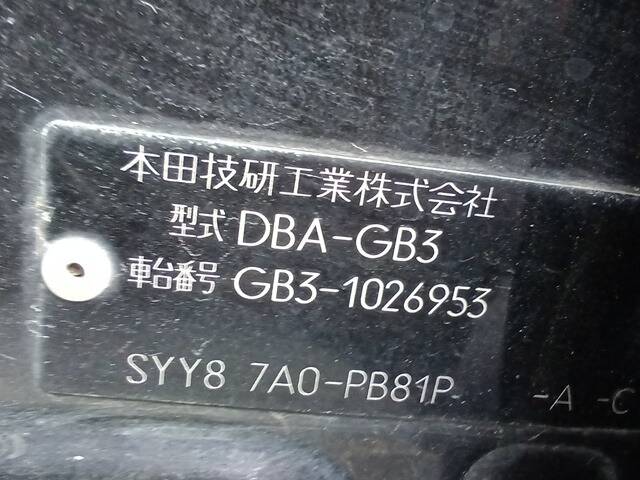 本田技研工業株式会社
型式 DBA-GB3
車台番号 GB3-1026953
SYY8 7A0-PB81P- -A -C